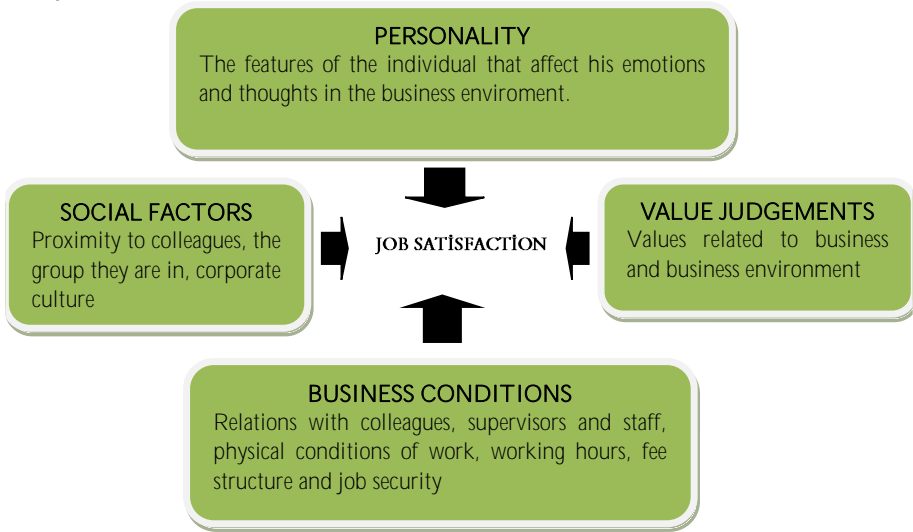 PERSONALITY
The features of the individual that affect his emotions
and thoughts in the business enviroment.
SOCIAL FACTORS
Proximity to colleagues, the
group they are in, corporate
culture
JOB SATİSFACTİON
VALUE JUDGEMENTS
Values related to business
and business environment
BUSINESS CONDITIONS
Relations with colleagues, supervisors and staff,
physical conditions of work, working hours, fee
structure and job security